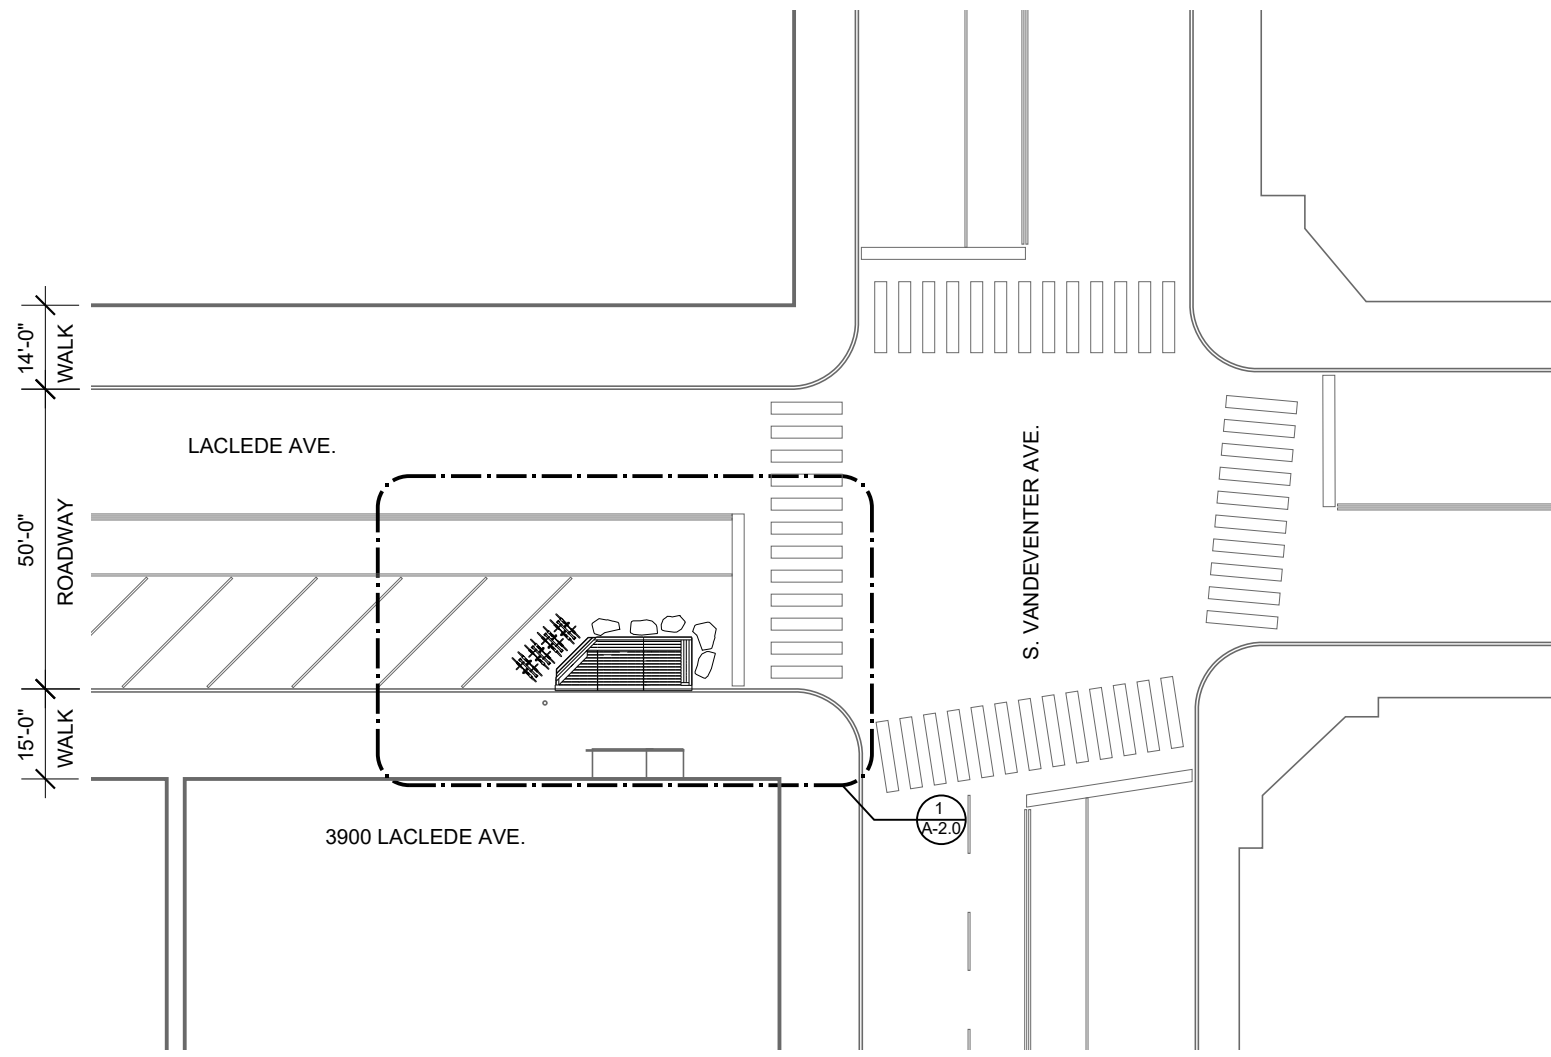 14'-0"
WALK
LACLEDE AVE.
50'-0"
ROADWAY
S. VANDEVENTER AVE.
15'-0"
WALK
3900 LACLEDE AVE.
1
A-2.0